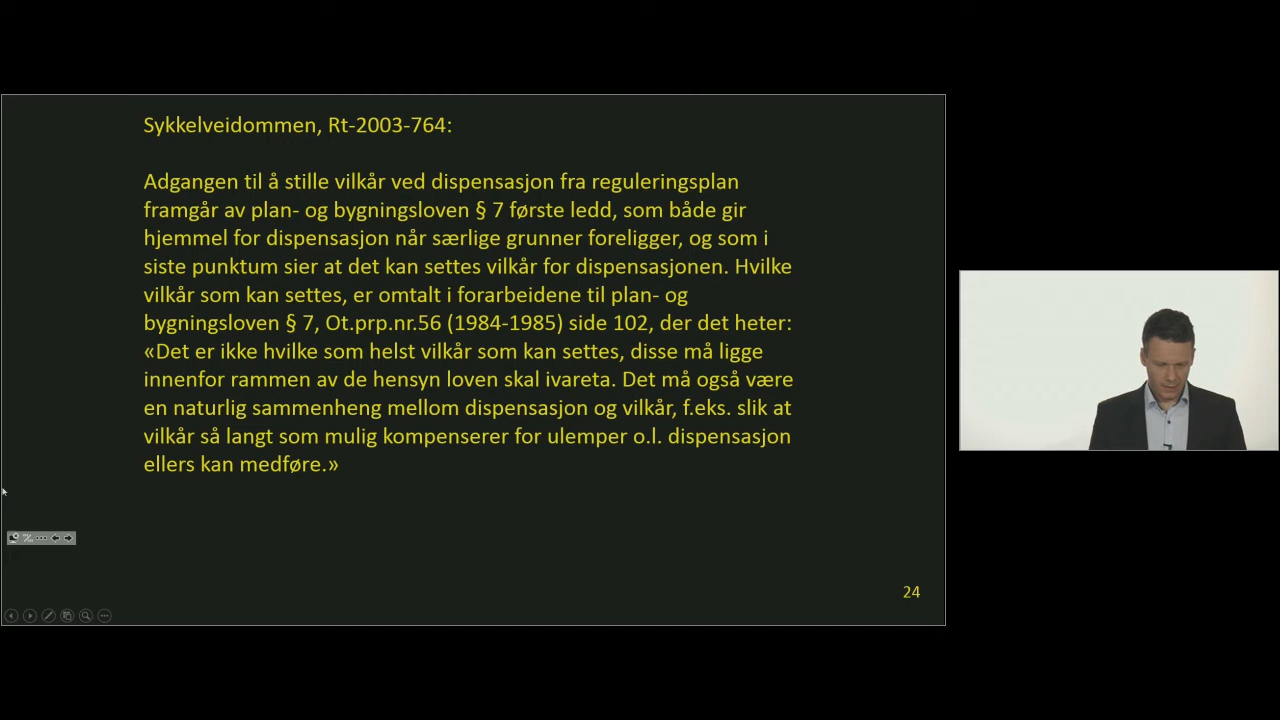 Sykkelveidommen, Rt-2003-764:
Adgangen til å stille vilkår ved dispensasjon fra reguleringsplan
framgår av plan- og bygningsloven § 7 første ledd, som både gir
hjemmel for dispensasjon når særlige grunner foreligger, og som i
siste punktum sier at det kan settes vilkår for dispensasjonen. Hvilke
vilkår som kan settes, er omtalt i forarbeidene til plan- og
bygningsloven § 7, Ot.prp.nr.56 (1984-1985) side 102, der det heter:
«Det er ikke hvilke som helst vilkår som kan settes, disse må ligge
innenfor rammen av de hensyn loven skal ivareta. Det må også være
en naturlig sammenheng mellom dispensasjon og vilkår, f.eks. slik at
vilkår så langt som mulig kompenserer for ulemper o.l. dispensasjon
ellers kan medføre.»
24